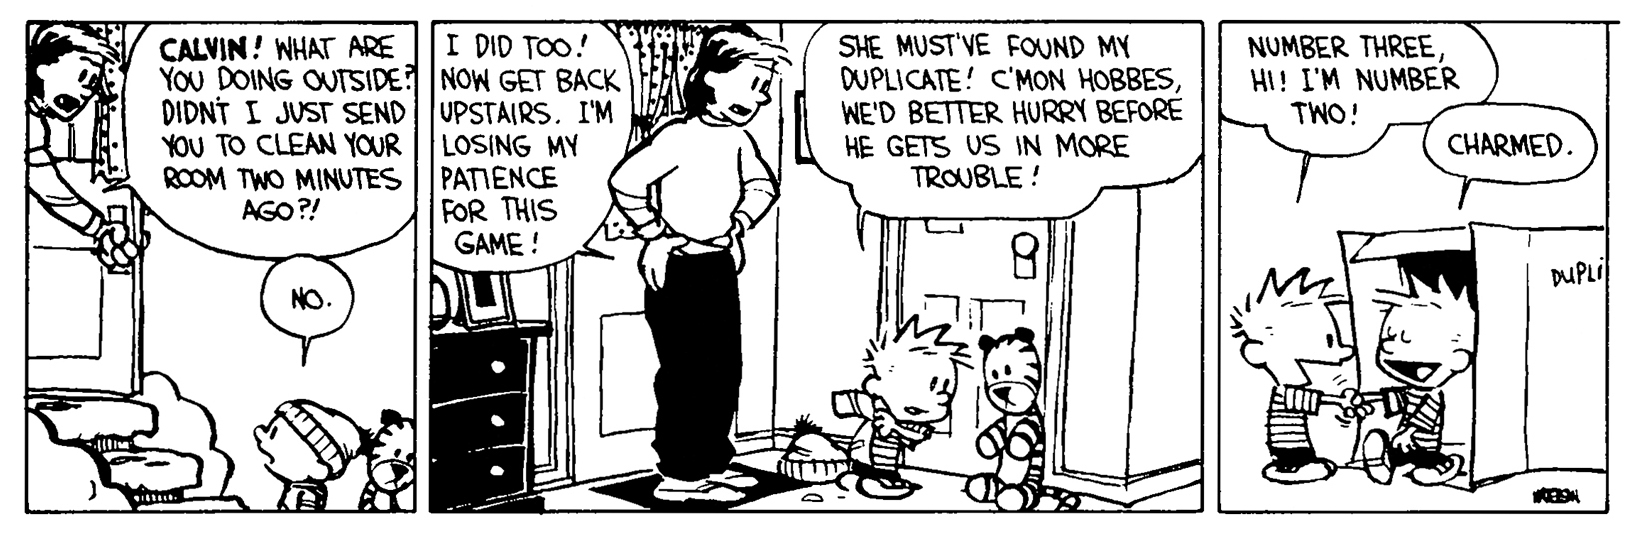 CALVIN! WHAT ARE
YOU DOING OUTSIDE?
DIDN'T I JUST SEND
YOU TO CLEAN YOUR
ROOM TWO MINUTES
AGO?!
NO.
I DID TOO!
NOW GET BACK
UPSTAIRS. I'M
LOSING MY
PATIENCE
FOR THIS
GAME!
SHE MUST'VE FOUND MY
DUPLICATE! C'MON HOBBES,
WE'D BETTER HURRY BEFORE
HE GETS US IN MORE
TROUBLE!
NUMBER THREE,
HI! I'M NUMBER
TWO!
CHARMED.
DUPLI